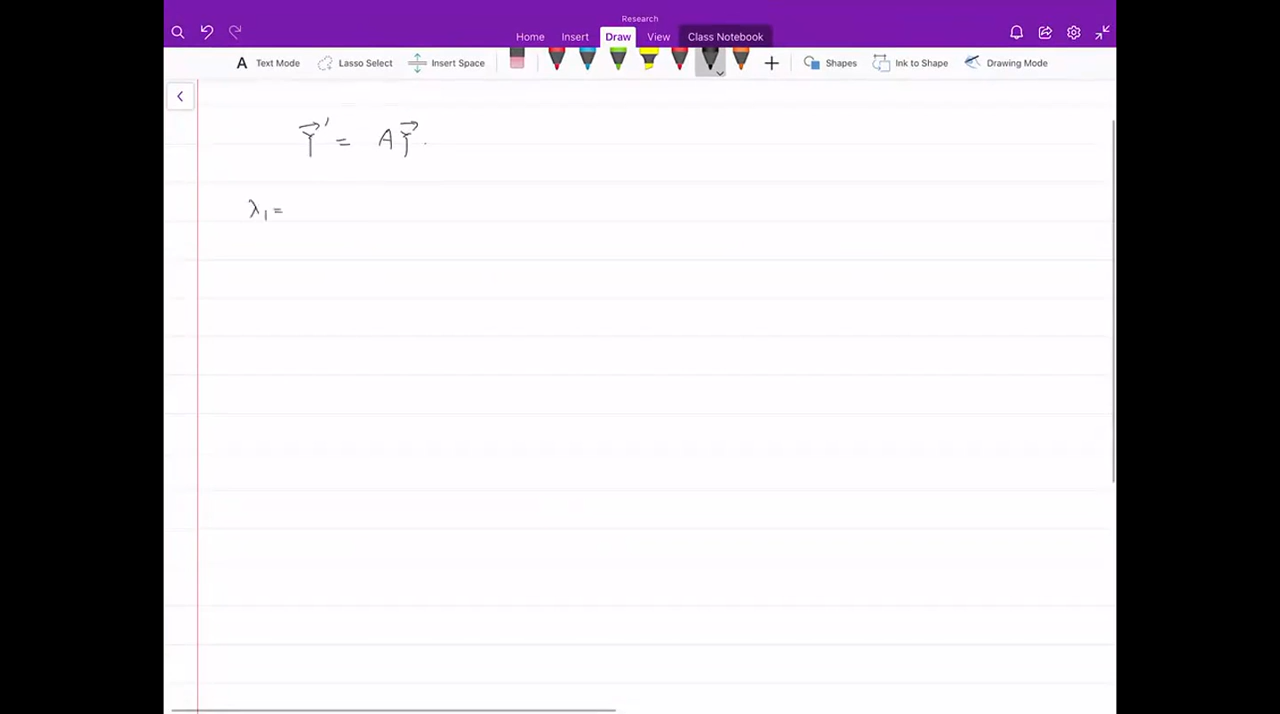 Research
Home Insert Draw View Class Notebook
A Text Mode Lasso Select Insert Space Shapes Ink to Shape Drawing Mode
Y⃗' = AY⃗.
λ₁ =